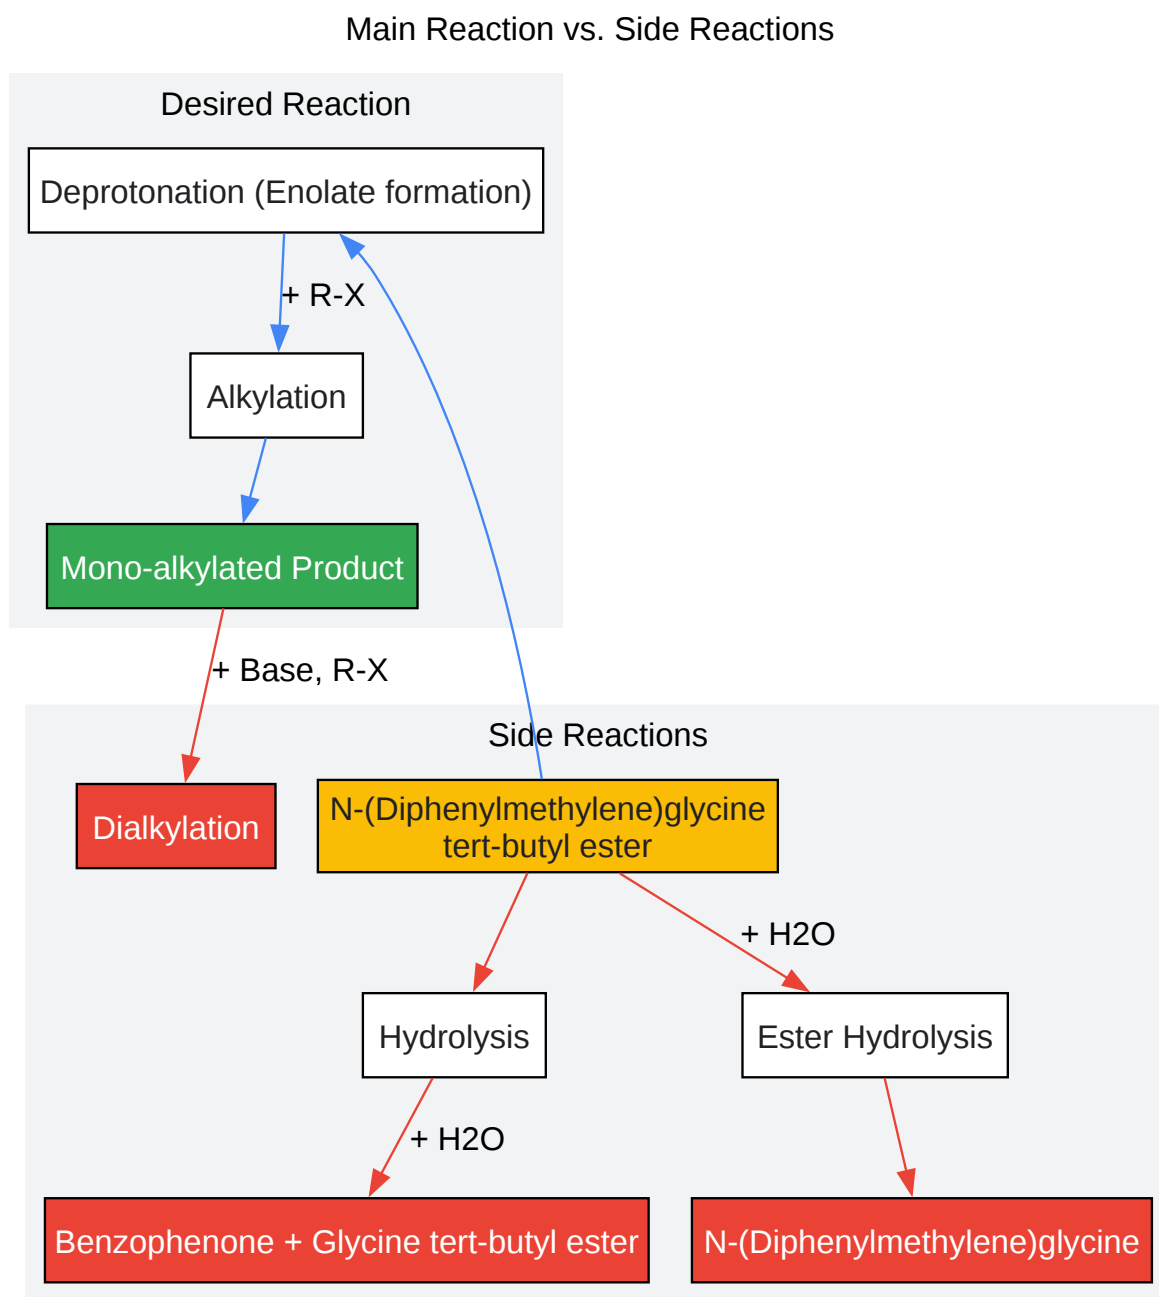 Main Reaction vs. Side Reactions
Desired Reaction
Deprotonation (Enolate formation)
+ R-X
Alkylation
Mono-alkylated Product
+ Base, R-X
Side Reactions
Dialkylation
N-(Diphenylmethylene)glycine
tert-butyl ester
+ H2O
Hydrolysis
Ester Hydrolysis
+ H2O
Benzophenone + Glycine tert-butyl ester
N-(Diphenylmethylene)glycine